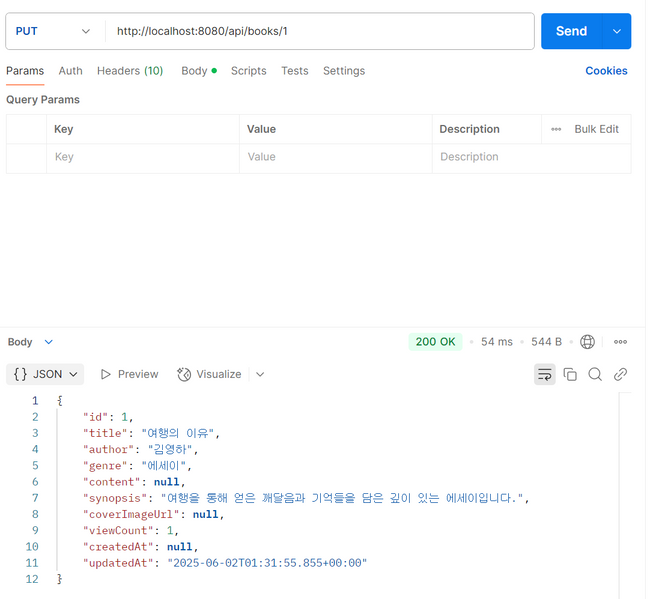 PUT http://localhost:8080/api/books/1 Send
Params Auth Headers (10) Body Scripts Tests Settings Cookies
Query Params
Key Value Description Bulk Edit
Key Value Description
Body 200 OK 54 ms 544 B
{} JSON Preview Visualize
1 {
2 "id": 1,
3 "title": "여행의 이유",
4 "author": "김영하",
5 "genre": "에세이",
6 "content": null,
7 "synopsis": "여행을 통해 얻은 깨달음과 기억들을 담은 깊이 있는 에세이입니다.",
8 "coverImageUrl": null,
9 "viewCount": 1,
10 "createdAt": null,
11 "updatedAt": "2025-06-02T01:31:55.855+00:00"
12 }